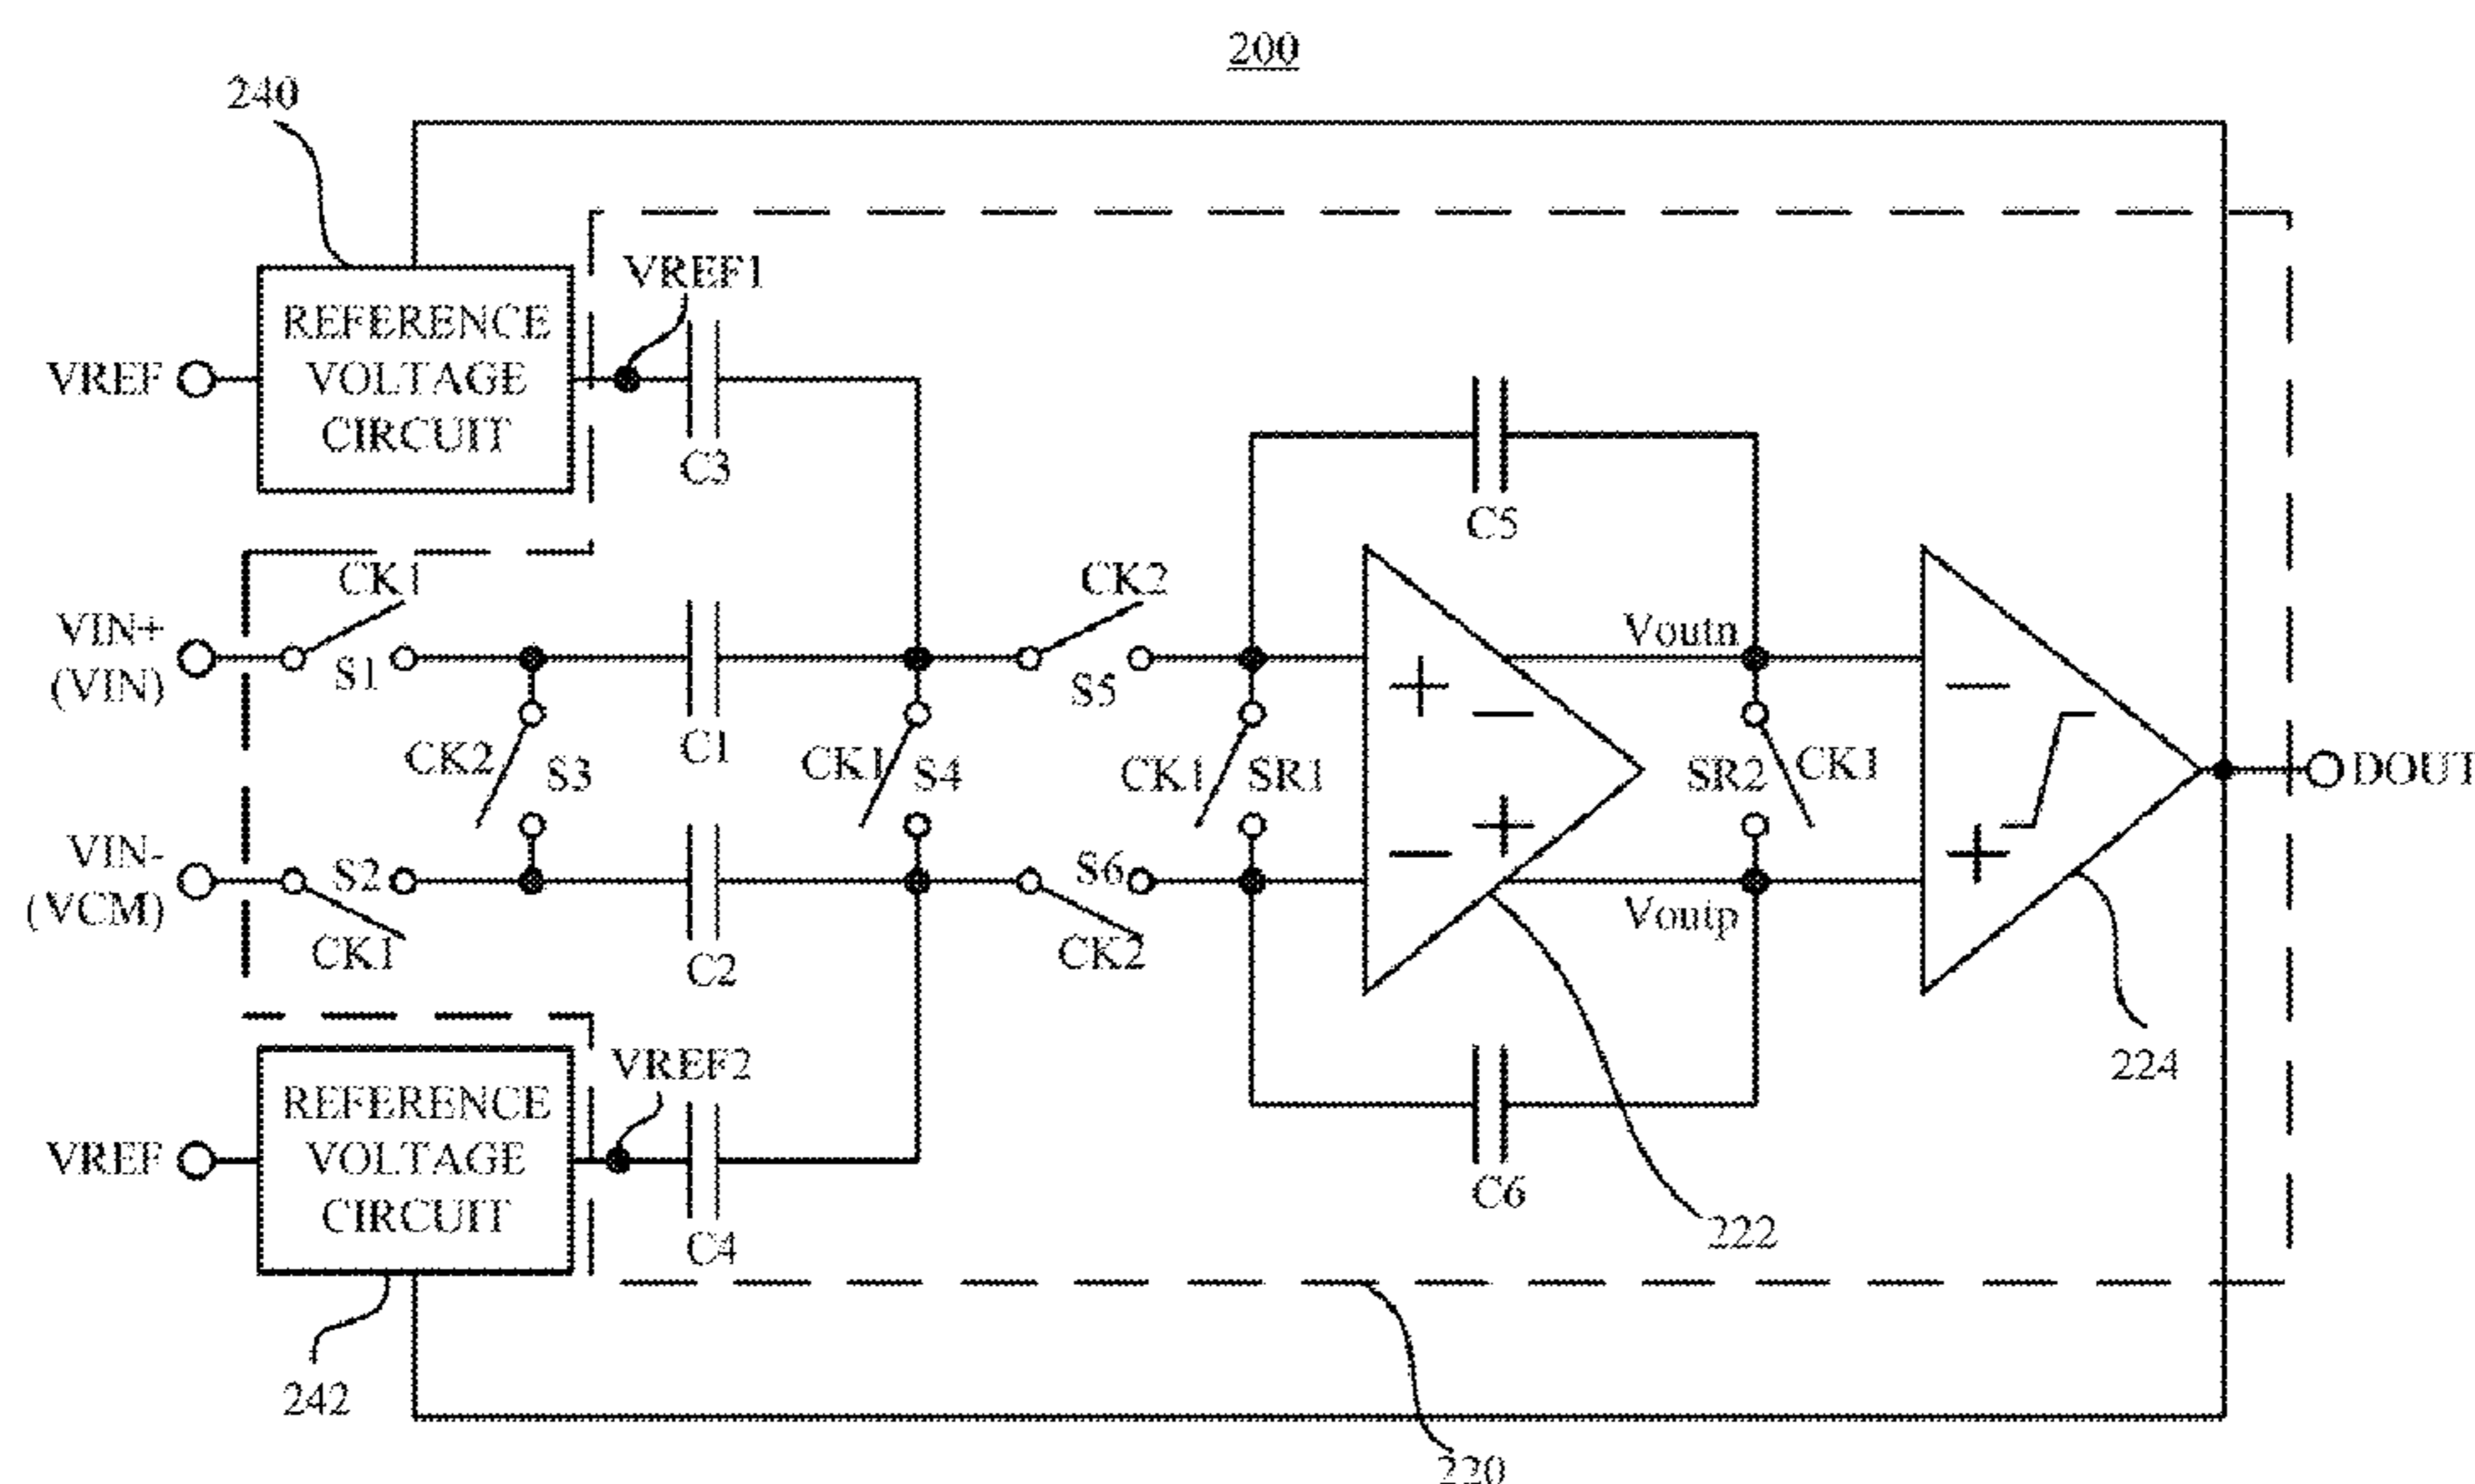 200
240
VREF1
REFERENCE
VOLTAGE
CIRCUIT
VREF
C3
C5
CK1
CK2
VIN+
(VIN)
S1
S5
Voutn
C1
CK2
S3
CK1
S4
CK1
SR1
SR2
CK1
DOUT
VIN-
(VCM)
S2
S6
CK1
C2
CK2
Voutp
VREF2
224
REFERENCE
VOLTAGE
CIRCUIT
VREF
C4
C6
222
242
220